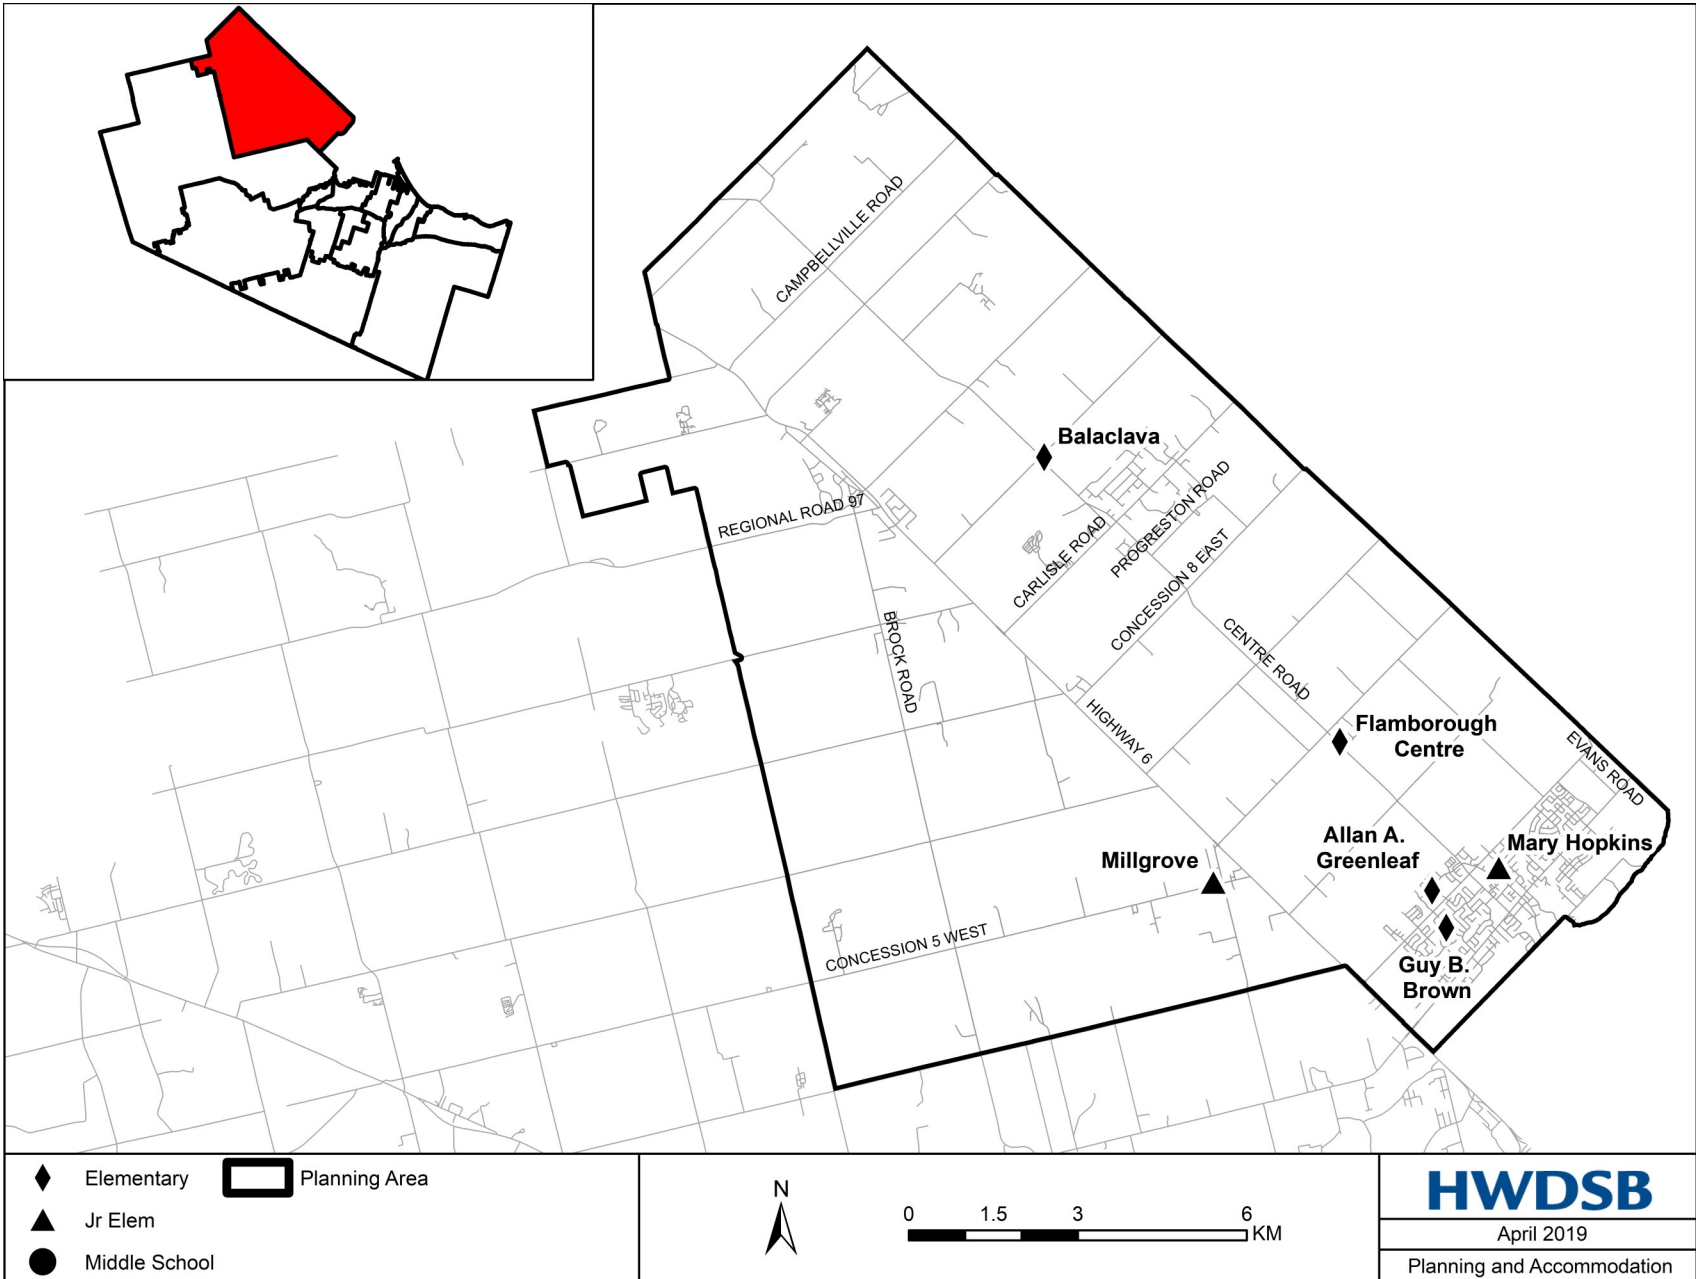 CAMPBELLVILLE ROAD
Balaclava
PROGRESTON ROAD
REGIONAL ROAD 97
CARLISLE ROAD
CONCESSION 8 EAST
BROCK ROAD
CENTRE ROAD
HIGHWAY 6
Flamborough
Centre
EVANS ROAD
Allan A.
Greenleaf
Mary Hopkins
Millgrove
CONCESSION 5 WEST
Guy B.
Brown
Elementary
Planning Area
Jr Elem
Middle School
N
0 1.5 3 6
KM
HWDSB
April 2019
Planning and Accommodation